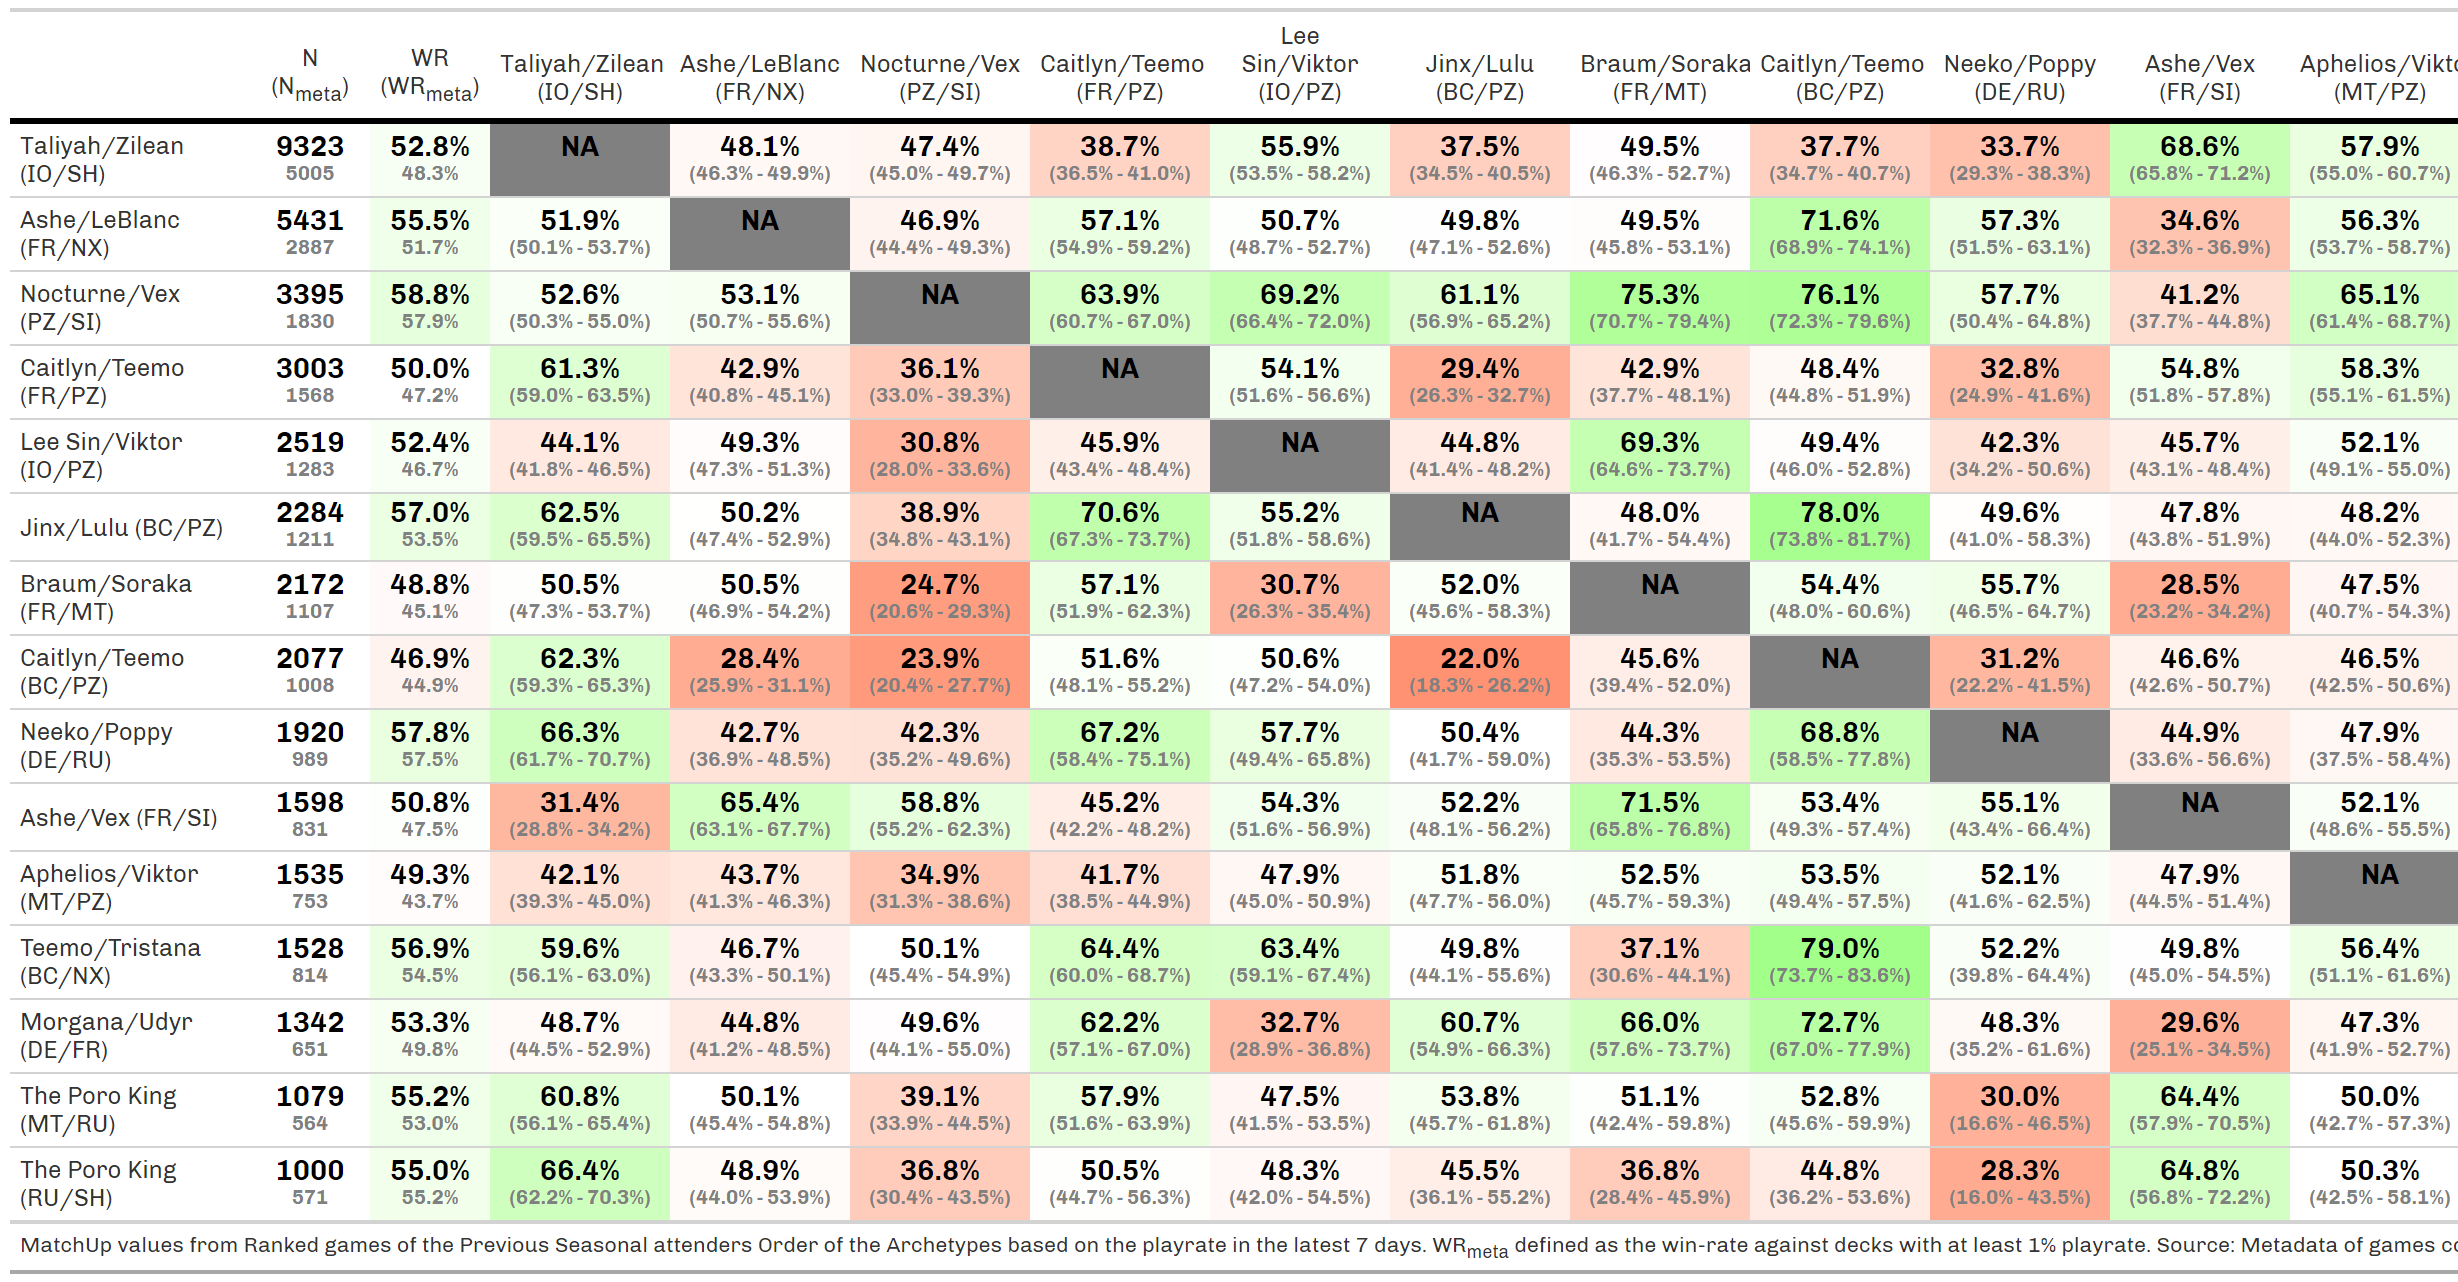 N WR Taliyah/Zilean Ashe/LeBlanc Nocturne/Vex Caitlyn/Teemo Lee Sin/Viktor Jinx/Lulu Braum/Soraka Caitlyn/Teemo Neeko/Poppy Ashe/Vex Aphelios/Vikto
(Nmeta) (WRmeta) (IO/SH) (FR/NX) (PZ/SI) (FR/PZ) (IO/PZ) (BC/PZ) (FR/MT) (BC/PZ) (DE/RU) (FR/SI) (MT/PZ)
Taliyah/Zilean 9323 52.8% NA 48.1% 47.4% 38.7% 55.9% 37.5% 49.5% 37.7% 33.7% 68.6% 57.9%
(IO/SH) 5005 48.3% (46.3% - 49.9%) (45.0% - 49.7%) (36.5% - 41.0%) (53.5% - 58.2%) (34.5% - 40.5%) (46.3% - 52.7%) (34.7% - 40.7%) (29.3% - 38.3%) (65.8% - 71.2%) (55.0% - 60.7%)
Ashe/LeBlanc 5431 55.5% 51.9% NA 46.9% 57.1% 50.7% 49.8% 49.5% 71.6% 57.3% 34.6% 56.3%
(FR/NX) 2887 51.7% (50.1% - 53.7%) (44.4% - 49.3%) (54.9% - 59.2%) (48.7% - 52.7%) (47.1% - 52.6%) (45.8% - 53.1%) (68.9% - 74.1%) (51.5% - 63.1%) (32.3% - 36.9%) (53.7% - 58.7%)
Nocturne/Vex 3395 58.8% 52.6% 53.1% NA 63.9% 69.2% 61.1% 75.3% 76.1% 57.7% 41.2% 65.1%
(PZ/SI) 1830 57.9% (50.3% - 55.0%) (50.7% - 55.6%) (60.7% - 67.0%) (66.4% - 72.0%) (56.9% - 65.2%) (70.7% - 79.4%) (72.3% - 79.6%) (50.4% - 64.8%) (37.7% - 44.8%) (61.4% - 68.7%)
Caitlyn/Teemo 3003 50.0% 61.3% 42.9% 36.1% NA 54.1% 29.4% 42.9% 48.4% 32.8% 54.8% 58.3%
(FR/PZ) 1568 47.2% (59.0% - 63.5%) (40.8% - 45.1%) (33.0% - 39.3%) (51.6% - 56.6%) (26.3% - 32.7%) (37.7% - 48.1%) (44.8% - 51.9%) (24.9% - 41.6%) (51.8% - 57.8%) (55.1% - 61.5%)
Lee Sin/Viktor 2519 52.4% 44.1% 49.3% 30.8% 45.9% NA 44.8% 69.3% 49.4% 42.3% 45.7% 52.1%
(IO/PZ) 1283 46.7% (41.8% - 46.5%) (47.3% - 51.3%) (28.0% - 33.6%) (43.4% - 48.4%) (41.4% - 48.2%) (64.6% - 73.7%) (46.0% - 52.8%) (34.2% - 50.6%) (43.1% - 48.4%) (49.1% - 55.0%)
Jinx/Lulu (BC/PZ) 2284 57.0% 62.5% 50.2% 38.9% 70.6% 55.2% NA 48.0% 78.0% 49.6% 47.8% 48.2%
1211 53.5% (59.5% - 65.5%) (47.4% - 52.9%) (34.8% - 43.1%) (67.3% - 73.7%) (51.8% - 58.6%) (41.7% - 54.4%) (73.8% - 81.7%) (41.0% - 58.3%) (43.8% - 51.9%) (44.0% - 52.3%)
Braum/Soraka 2172 48.8% 50.5% 50.5% 24.7% 57.1% 30.7% 52.0% NA 54.4% 55.7% 28.5% 47.5%
(FR/MT) 1107 45.1% (47.3% - 53.7%) (46.9% - 54.2%) (20.6% - 29.3%) (51.9% - 62.3%) (26.3% - 35.4%) (45.6% - 58.3%) (48.0% - 60.6%) (46.5% - 64.7%) (23.2% - 34.2%) (40.7% - 54.3%)
Caitlyn/Teemo 2077 46.9% 62.3% 28.4% 23.9% 51.6% 50.6% 22.0% 45.6% NA 31.2% 46.6% 46.5%
(BC/PZ) 1008 44.9% (59.3% - 65.3%) (25.9% - 31.1%) (20.4% - 27.7%) (48.1% - 55.2%) (47.2% - 54.0%) (18.3% - 26.2%) (39.4% - 52.0%) (22.2% - 41.5%) (42.6% - 50.7%) (42.5% - 50.6%)
Neeko/Poppy 1920 57.8% 66.3% 42.7% 42.3% 67.2% 57.7% 50.4% 44.3% 68.8% NA 44.9% 47.9%
(DE/RU) 989 57.5% (61.7% - 70.7%) (36.9% - 48.5%) (35.2% - 49.6%) (58.4% - 75.1%) (49.4% - 65.8%) (41.7% - 59.0%) (35.3% - 53.5%) (58.5% - 77.8%) (33.6% - 56.6%) (37.5% - 58.4%)
Ashe/Vex (FR/SI) 1598 50.8% 31.4% 65.4% 58.8% 45.2% 54.3% 52.2% 71.5% 53.4% 55.1% NA 52.1%
831 47.5% (28.8% - 34.2%) (63.1% - 67.7%) (55.2% - 62.3%) (42.2% - 48.2%) (51.6% - 56.9%) (48.1% - 56.2%) (65.8% - 76.8%) (49.3% - 57.4%) (43.4% - 66.4%) (48.6% - 55.5%)
Aphelios/Viktor 1535 49.3% 42.1% 43.7% 34.9% 41.7% 47.9% 51.8% 52.5% 53.5% 52.1% 47.9% NA
(MT/PZ) 753 43.7% (39.3% - 45.0%) (41.3% - 46.3%) (31.3% - 38.6%) (38.5% - 44.9%) (45.0% - 50.9%) (47.7% - 56.0%) (45.7% - 59.3%) (49.4% - 57.5%) (41.6% - 62.5%) (44.5% - 51.4%)
Teemo/Tristana 1528 56.9% 59.6% 46.7% 50.1% 64.4% 63.4% 49.8% 37.1% 79.0% 52.2% 49.8% 56.4%
(BC/NX) 814 54.5% (56.1% - 63.0%) (43.3% - 50.1%) (45.4% - 54.9%) (60.0% - 68.7%) (59.1% - 67.4%) (44.1% - 55.6%) (30.6% - 44.1%) (73.7% - 83.6%) (39.8% - 64.4%) (45.0% - 54.5%) (51.1% - 61.6%)
Morgana/Udyr 1342 53.3% 48.7% 44.8% 49.6% 62.2% 32.7% 60.7% 66.0% 72.7% 48.3% 29.6% 47.3%
(DE/FR) 651 49.8% (44.5% - 52.9%) (41.2% - 48.5%) (44.1% - 55.0%) (57.1% - 67.0%) (28.9% - 36.8%) (54.9% - 66.3%) (57.6% - 73.7%) (67.0% - 77.9%) (35.2% - 61.6%) (25.1% - 34.5%) (41.9% - 52.7%)
The Poro King 1079 55.2% 60.8% 50.1% 39.1% 57.9% 47.5% 53.8% 51.1% 52.8% 30.0% 64.4% 50.0%
(MT/RU) 564 53.0% (56.1% - 65.4%) (45.4% - 54.8%) (33.9% - 44.5%) (51.6% - 63.9%) (41.5% - 53.5%) (45.7% - 61.8%) (42.4% - 59.8%) (45.6% - 59.9%) (16.6% - 46.5%) (57.9% - 70.5%) (42.7% - 57.3%)
The Poro King 1000 55.0% 66.4% 48.9% 36.8% 50.5% 48.3% 45.5% 36.8% 44.8% 28.3% 64.8% 50.3%
(RU/SH) 571 55.2% (62.2% - 70.3%) (44.0% - 53.9%) (30.4% - 43.5%) (44.7% - 56.3%) (42.0% - 54.5%) (36.1% - 55.2%) (28.4% - 45.9%) (36.2% - 53.6%) (16.0% - 43.5%) (56.8% - 72.2%) (42.5% - 58.1%)
MatchUp values from Ranked games of the Previous Seasonal attenders Order of the Archetypes based on the playrate in the latest 7 days. WRmeta defined as the win-rate against decks with at least 1% playrate. Source: Metadata of games co